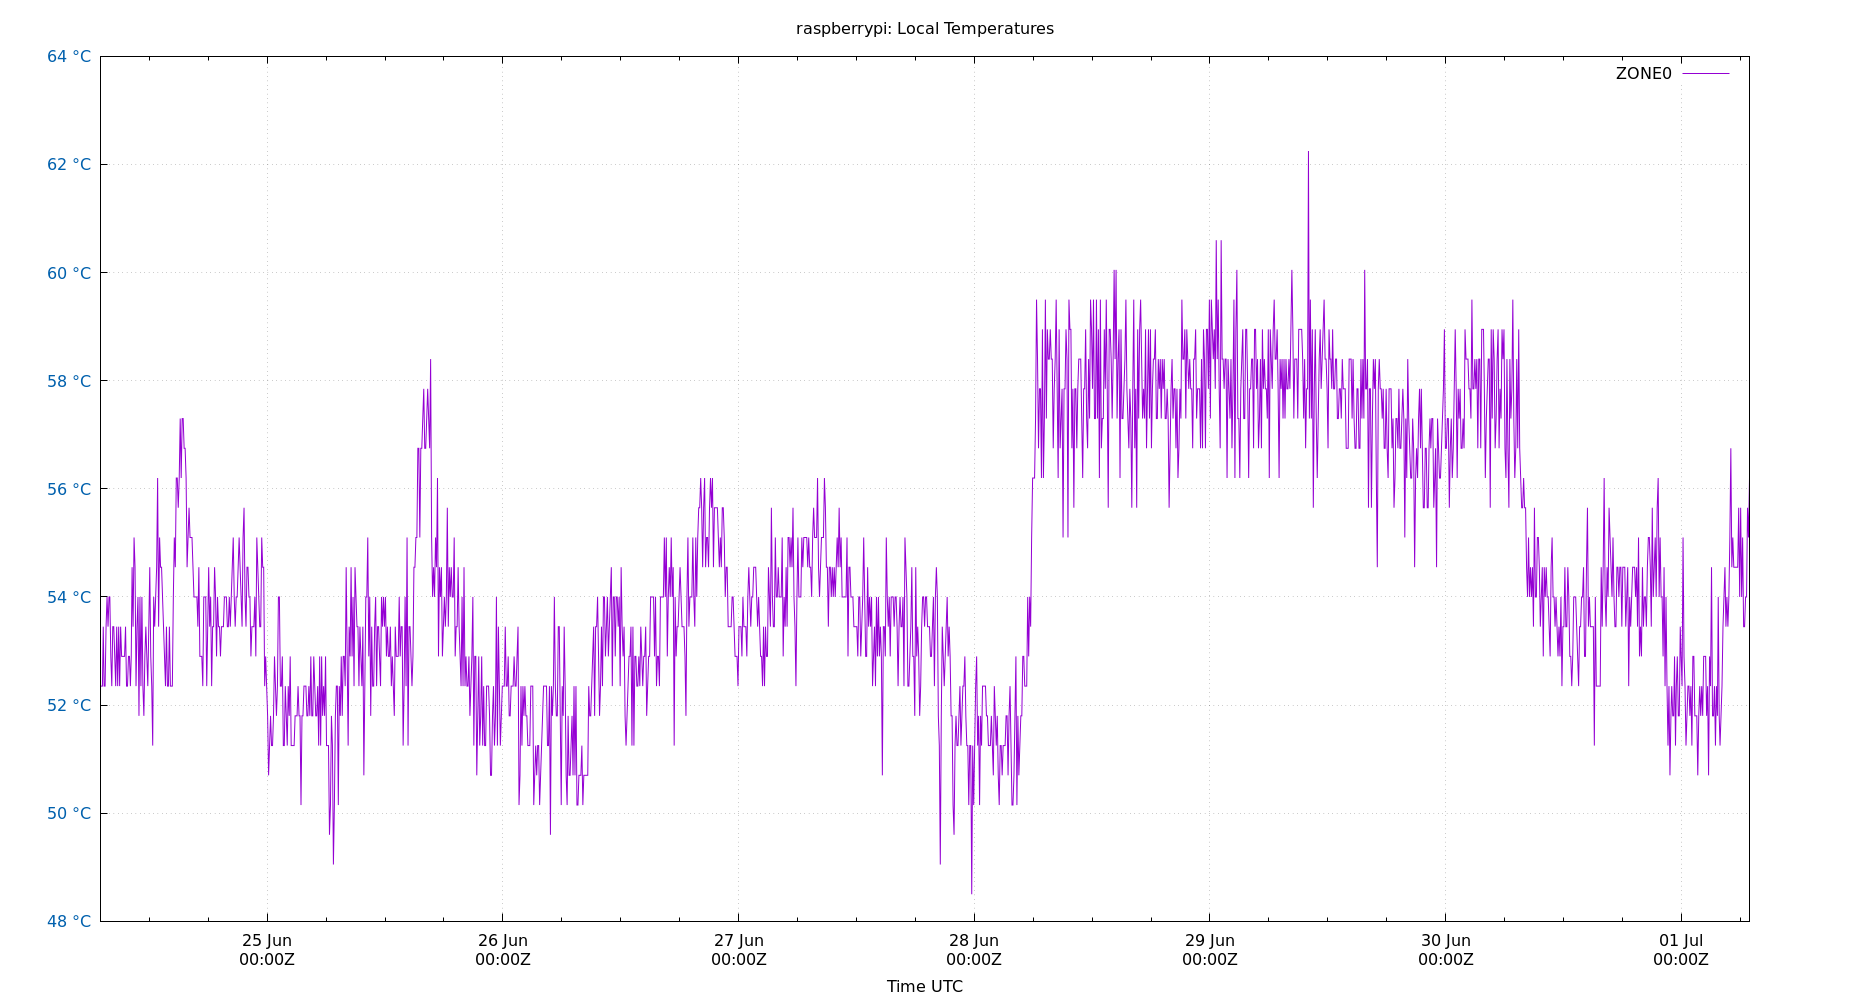 raspberrypi: Local Temperatures
64 °C
ZONE0
62 °C
60 °C
58 °C
56 °C
54 °C
52 °C
50 °C
48 °C
25 Jun 26 Jun 27 Jun 28 Jun 29 Jun 30 Jun 01 Jul
00:00Z 00:00Z 00:00Z 00:00Z 00:00Z 00:00Z 00:00Z
Time UTC